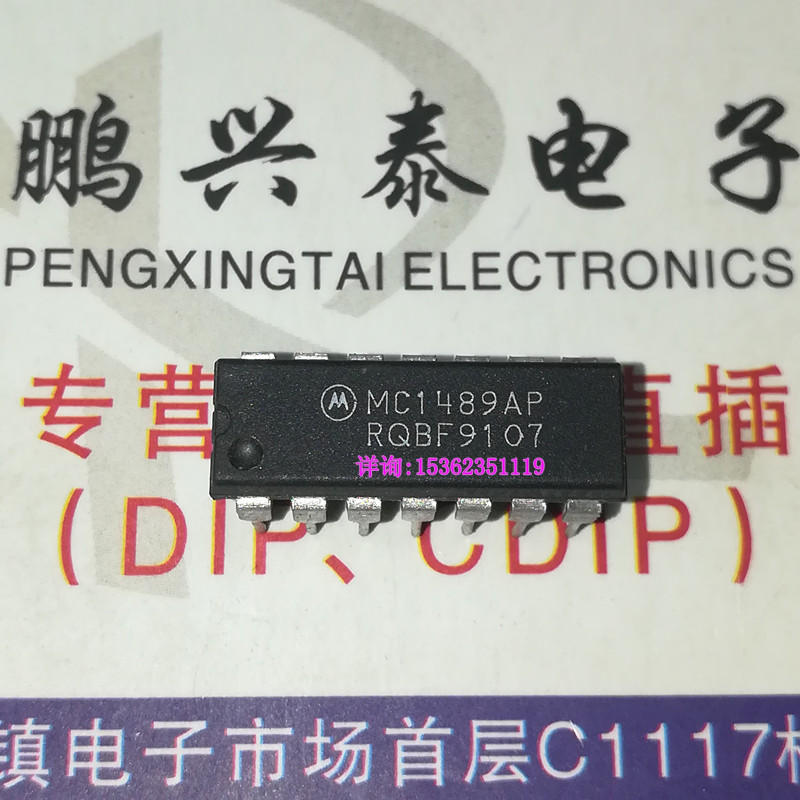 鹏兴泰电子
PENGXINGTAI ELECTRONICS
专营 直插
MC1489AP
RQBF9107
详询:15362351119
(DIP、CDIP)
镇电子市场首层C1117